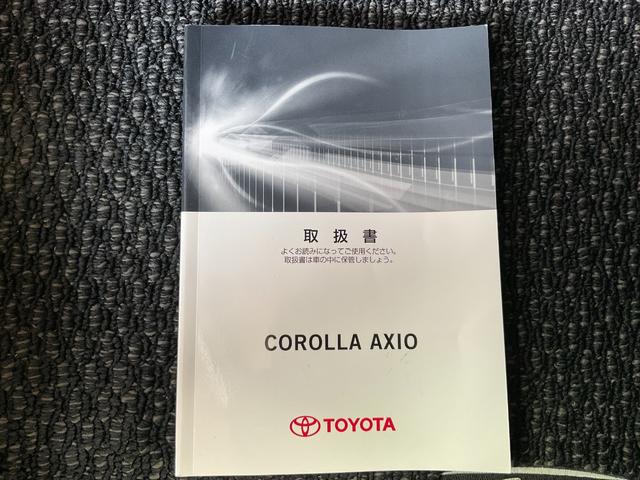 取扱書
よくお読みになってご使用ください。
取扱書は車の中に保管しましょう。
COROLLA AXIO
TOYOTA